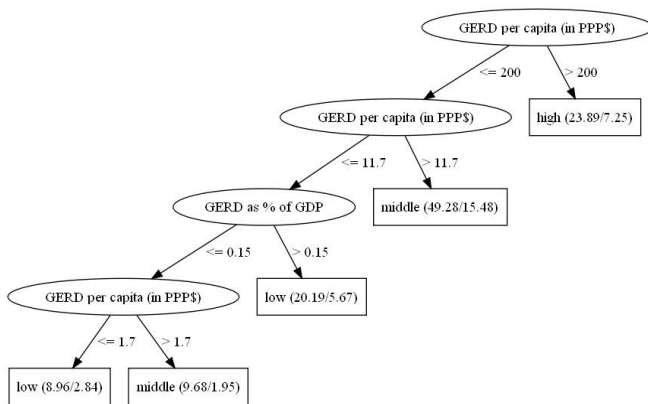 GERD per capita (in PPP$)
<= 200
> 200
GERD per capita (in PPP$)
high (23.89/7.25)
<= 11.7
> 11.7
GERD as % of GDP
middle (49.28/15.48)
<= 0.15
> 0.15
GERD per capita (in PPP$)
low (20.19/5.67)
<= 1.7
> 1.7
low (8.96/2.84)
middle (9.68/1.95)